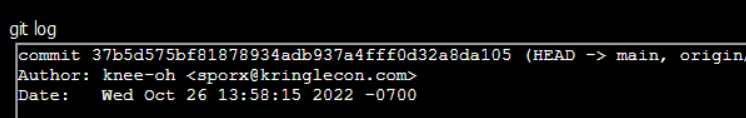 git log
commit 37b5d575bf81878934adb937a4fff0d32a8da105 (HEAD -> main, origin/
Author: knee-oh <sporx@kringlecon.com>
Date:   Wed Oct 26 13:58:15 2022 -0700